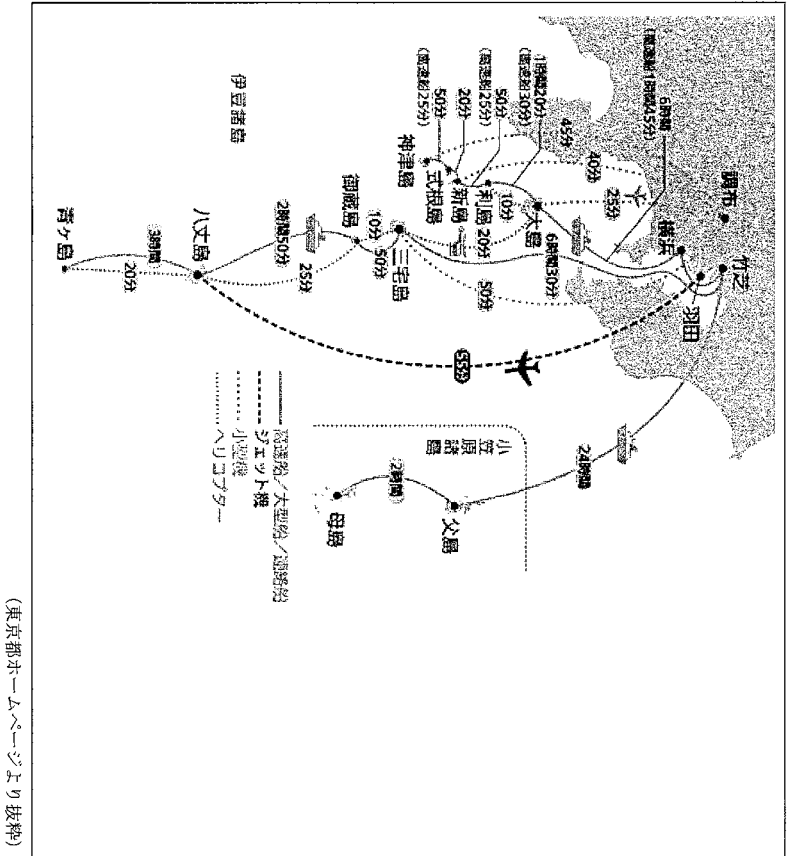 調布
竹芝
横浜
羽田
6時間
(高速船1時間45分)
25分
40分
45分
1時間20分
(高速船30分)
50分
(高速船25分)
20分
50分
(高速船25分)
大島
10分
利島
20分
新島
式根島
神津島
6時間30分
50分
三宅島
10分
50分
御蔵島
25分
2時間50分
八丈島
3時間
20分
青ヶ島
55分
24時間
父島
2時間
母島
小笠原諸島
伊豆諸島
高速船/大型船/連絡船
ジェット機
小型機
ヘリコプター
(東京都ホームページより抜粋)